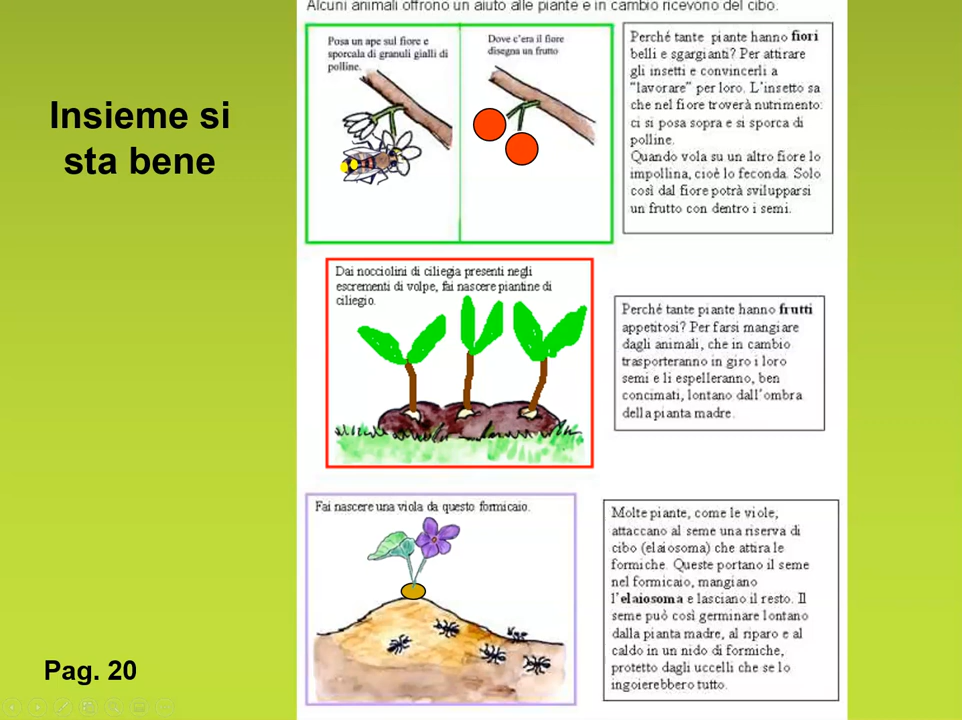 Alcuni animali offrono un aiuto alle piante e in cambio ricevono del cibo.
Insieme si
sta bene
Posa un ape sul fiore e
sporcala di granuli gialli di
polline.
Dove c'era il fiore
disegna un frutto
Perché tante piante hanno fiori
belli e sgargianti? Per attirare
gli insetti e convincerli a
"lavorare" per loro. L'insetto sa
che nel fiore troverà nutrimento:
ci si posa sopra e si sporca di
polline.
Quando vola su un altro fiore lo
impollina, cioè lo feconda. Solo
così dal fiore potrà svilupparsi
un frutto con dentro i semi.
Dai nocciolini di ciliegia presenti negli
escrementi di volpe, fai nascere piantine di
ciliegio.
Perché tante piante hanno frutti
appetitosi? Per farsi mangiare
dagli animali, che in cambio
trasporteranno in giro i loro
semi e li espelleranno, ben
concimati, lontano dall'ombra
della pianta madre.
Fai nascere una viola da questo formicaio.
Molte piante, come le viole,
attaccano al seme una riserva di
cibo (elaiosoma) che attira le
formiche. Queste portano il seme
nel formicaio, mangiano
l'elaiosoma e lasciano il resto. Il
seme può così germinare lontano
dalla pianta madre, al riparo e al
caldo in un nido di formiche,
protetto dagli uccelli che se lo
ingoierebbero tutto.
Pag. 20